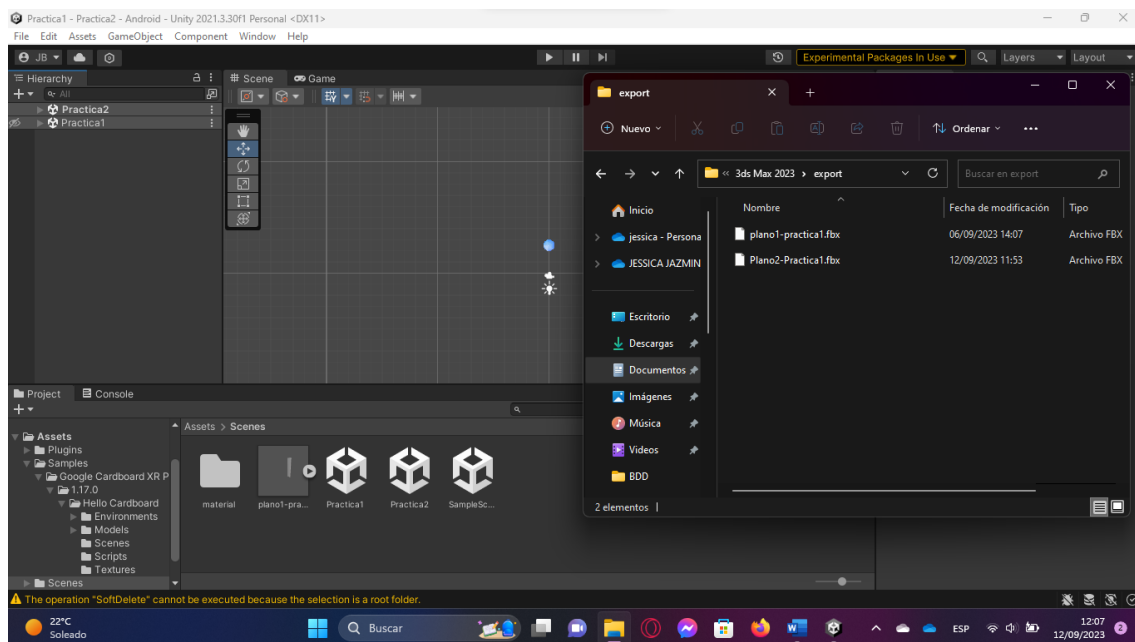 Practica1 - Practica2 - Android - Unity 2021.3.30f1 Personal <DX11>
File Edit Assets GameObject Component Window Help
JB
Experimental Packages In Use
Layers
Layout
Hierarchy
Scene
Game
All
Practica2
Practica1
export
Nuevo
Ordenar
3ds Max 2023
export
Buscar en export
Nombre
Fecha de modificación
Tipo
Inicio
jessica - Persona
JESSICA JAZMIN
Escritorio
Descargas
Documentos
Imágenes
Música
Videos
BDD
plano1-practica1.fbx
06/09/2023 14:07
Archivo FBX
Plano2-Practica1.fbx
12/09/2023 11:53
Archivo FBX
2 elementos
Project
Console
Assets
Plugins
Samples
Google Cardboard XR P
1.17.0
Hello Cardboard
Environments
Models
Scenes
Scripts
Textures
Scenes
Assets > Scenes
material
plano1-pra...
Practica1
Practica2
SampleSc...
The operation "SoftDelete" cannot be executed because the selection is a root folder.
22°C
Soleado
Buscar
ESP
12:07
12/09/2023
2